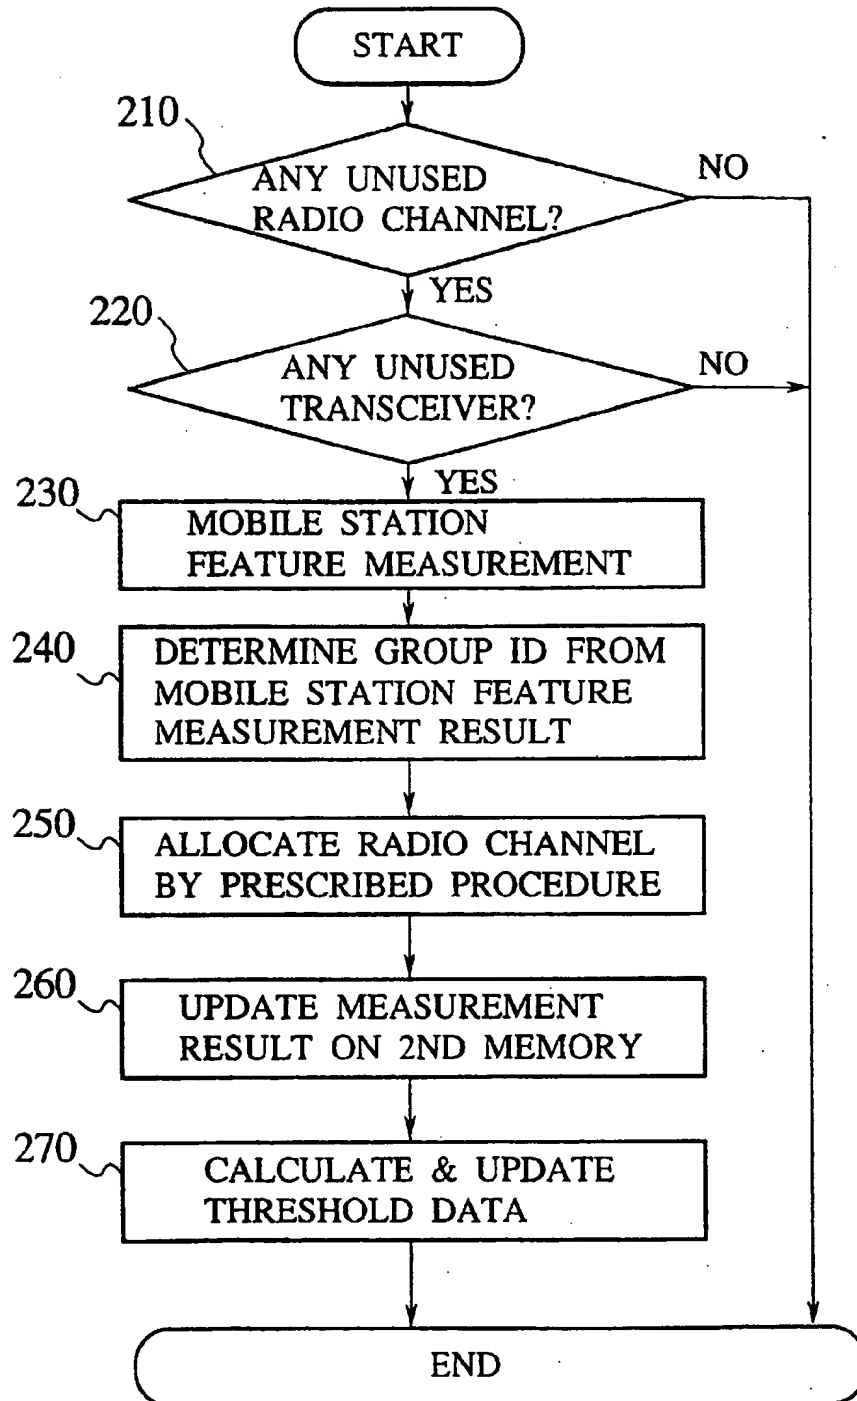 START
210
ANY UNUSED
RADIO CHANNEL?
NO
YES
220
ANY UNUSED
TRANSCEIVER?
NO
YES
230
MOBILE STATION
FEATURE MEASUREMENT
240
DETERMINE GROUP ID FROM
MOBILE STATION FEATURE
MEASUREMENT RESULT
250
ALLOCATE RADIO CHANNEL
BY PRESCRIBED PROCEDURE
260
UPDATE MEASUREMENT
RESULT ON 2ND MEMORY
270
CALCULATE & UPDATE
THRESHOLD DATA
END